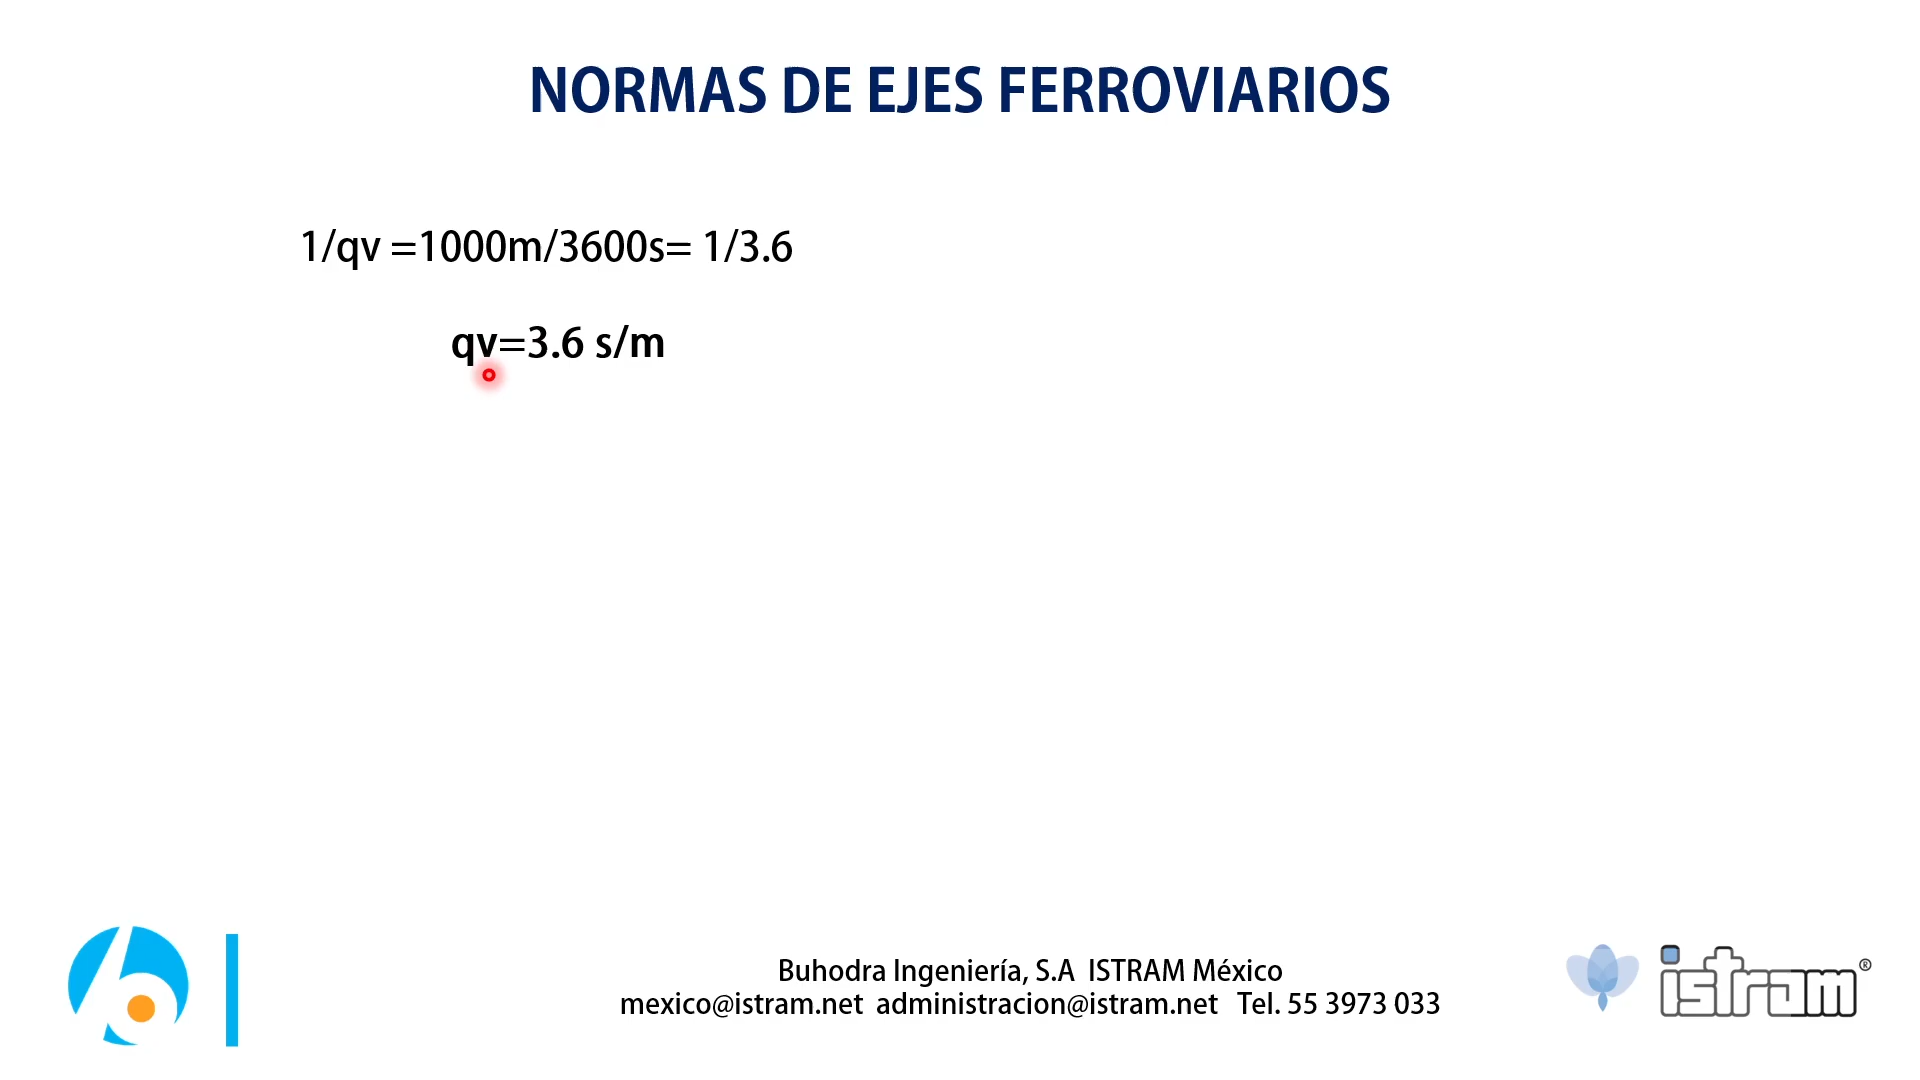 NORMAS DE EJES FERROVIARIOS
1/qv =1000m/3600s= 1/3.6
qv=3.6 s/m
Buhodra Ingeniería, S.A  ISTRAM México
mexico@istram.net  administracion@istram.net   Tel. 55 3973 033
istram®